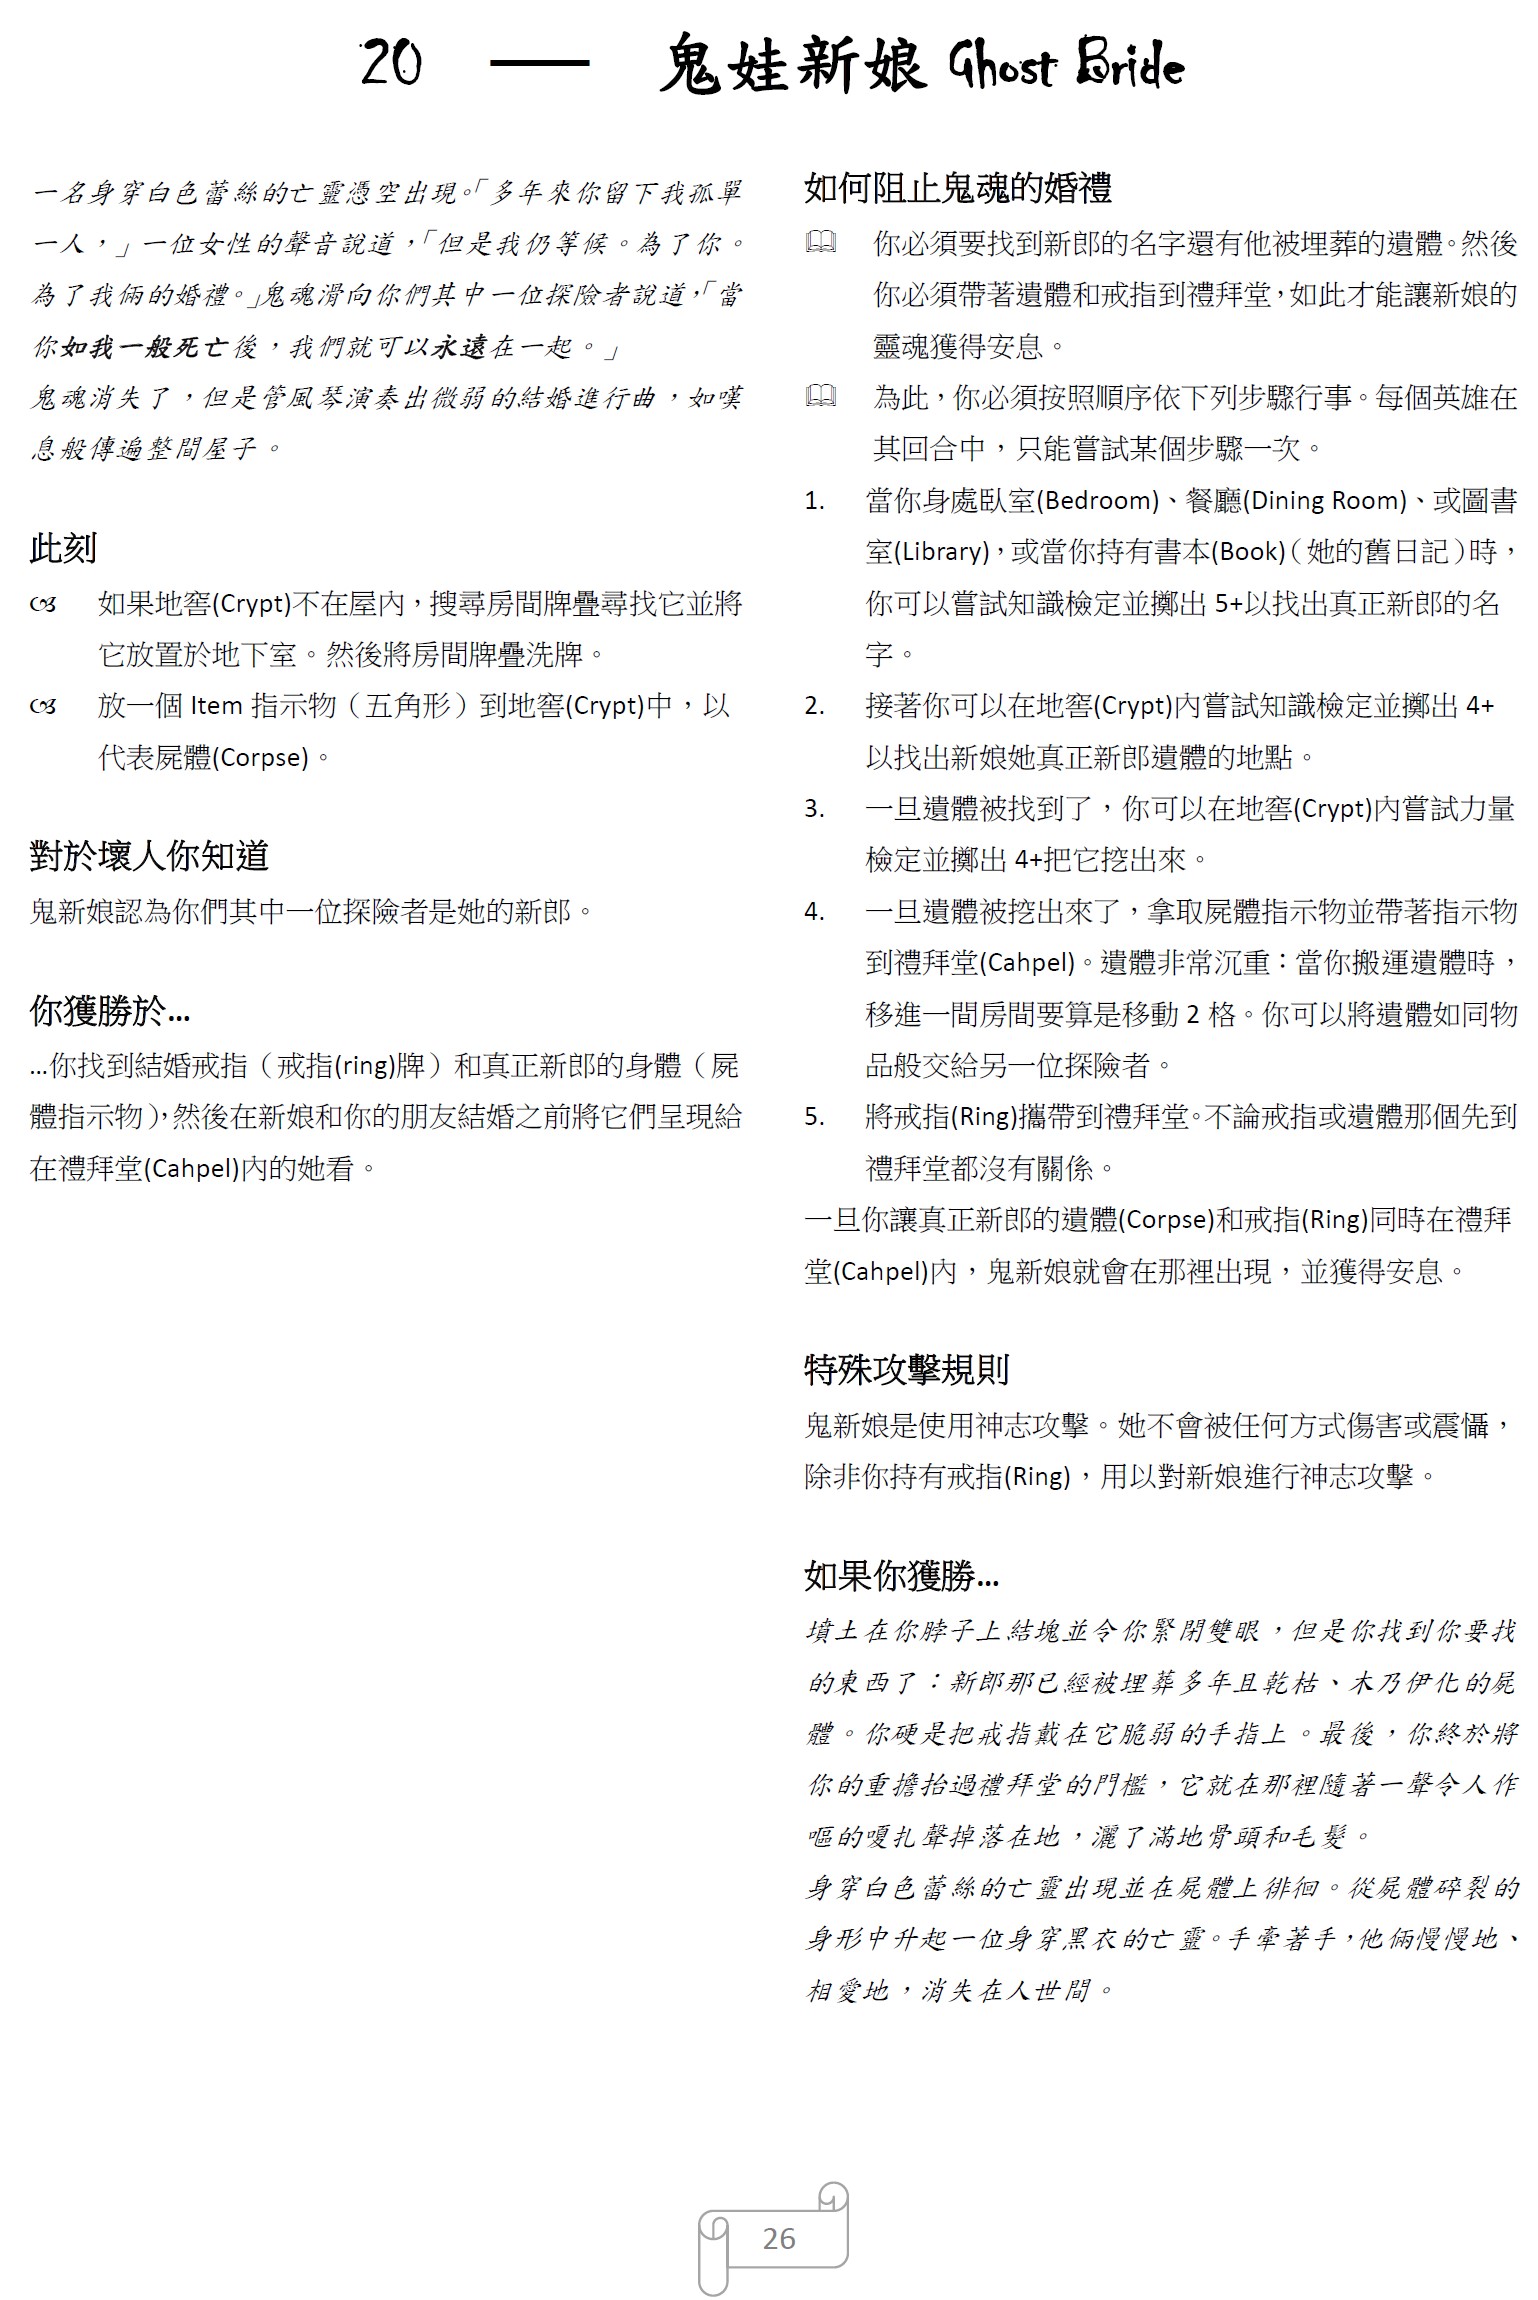 20 — 鬼娃新娘 Ghost Bride
一名身穿白色蕾絲的亡靈憑空出現。「多年來你留下我孤單
一人，」一位女性的聲音說道，「但是我仍等候。為了你。
為了我倆的婚禮。」鬼魂滑向你們其中一位探險者說道，「當
你如我一般死亡後，我們就可以永遠在一起。」
鬼魂消失了，但是管風琴演奏出微弱的結婚進行曲，如嘆
息般傳遍整間屋子。
此刻
如果地窖(Crypt)不在屋內，搜尋房間牌疊尋找它並將
它放置於地下室。然後將房間牌疊洗牌。
放一個 Item 指示物（五角形）到地窖(Crypt)中，以
代表屍體(Corpse)。
對於壞人你知道
鬼新娘認為你們其中一位探險者是她的新郎。
你獲勝於…
…你找到結婚戒指（戒指(ring)牌）和真正新郎的身體（屍
體指示物），然後在新娘和你的朋友結婚之前將它們呈現給
在禮拜堂(Cahpel)內的她看。
如何阻止鬼魂的婚禮
你必須要找到新郎的名字還有他被埋葬的遺體。然後
你必須帶著遺體和戒指到禮拜堂，如此才能讓新娘的
靈魂獲得安息。
為此，你必須按照順序依下列步驟行事。每個英雄在
其回合中，只能嘗試某個步驟一次。
1. 當你身處臥室(Bedroom)、餐廳(Dining Room)、或圖書
室(Library)，或當你持有書本(Book)（她的舊日記）時，
你可以嘗試知識檢定並擲出 5+以找出真正新郎的名
字。
2. 接著你可以在地窖(Crypt)內嘗試知識檢定並擲出 4+
以找出新娘她真正新郎遺體的地點。
3. 一旦遺體被找到了，你可以在地窖(Crypt)內嘗試力量
檢定並擲出 4+把它挖出來。
4. 一旦遺體被挖出來了，拿取屍體指示物並帶著指示物
到禮拜堂(Cahpel)。遺體非常沉重：當你搬運遺體時，
移進一間房間要算是移動 2 格。你可以將遺體如同物
品般交給另一位探險者。
5. 將戒指(Ring)攜帶到禮拜堂。不論戒指或遺體那個先到
禮拜堂都沒有關係。
一旦你讓真正新郎的遺體(Corpse)和戒指(Ring)同時在禮拜
堂(Cahpel)內，鬼新娘就會在那裡出現，並獲得安息。
特殊攻擊規則
鬼新娘是使用神志攻擊。她不會被任何方式傷害或震懾，
除非你持有戒指(Ring)，用以對新娘進行神志攻擊。
如果你獲勝…
墳土在你脖子上結塊並令你緊閉雙眼，但是你找到你要找
的東西了：新郎那已經被埋葬多年且乾枯、木乃伊化的屍
體。你硬是把戒指戴在它脆弱的手指上。最後，你終於將
你的重擔抬過禮拜堂的門檻，它就在那裡隨著一聲令人作
嘔的嘎扎聲掉落在地，灑了滿地骨頭和毛髮。
身穿白色蕾絲的亡靈出現並在屍體上徘徊。從屍體碎裂的
身形中升起一位身穿黑衣的亡靈。手牽著手，他倆慢慢地、
相愛地，消失在人世間。
26